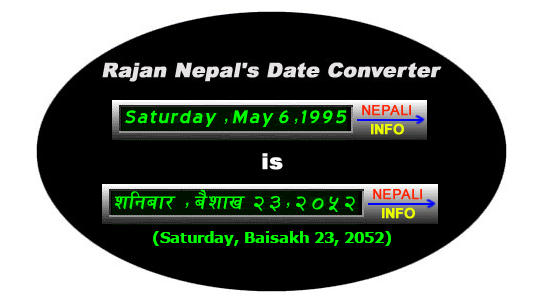 Rajan Nepal's Date Converter
Saturday ,May 6 ,1995 NEPALI INFO
is
शनिबार ,बैशाख २३,२०५२ NEPALI INFO
(Saturday, Baisakh 23, 2052)